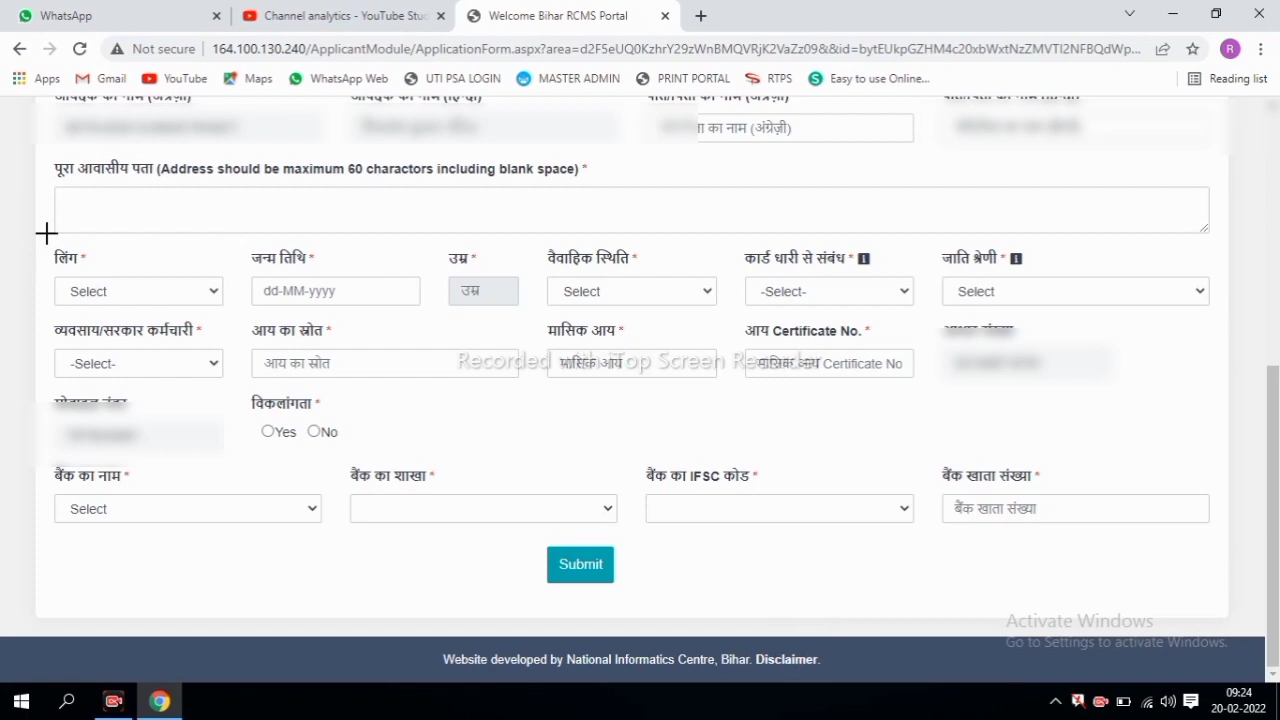 WhatsApp
Channel analytics - YouTube Stu
Welcome Bihar RCMS Portal
Not secure
164.100.130.240/ApplicantModule/ApplicationForm.aspx?area=d2F5eUQ0KzhrY29zWnBMQVRjK2VaZz09&&id=bytEUkpGZHM4c20xbWxtNzZMVTI2NFBQdWp...
R
Apps Gmail YouTube Maps WhatsApp Web UTI PSA LOGIN MASTER ADMIN PRINT PORTAL RTPS Easy to use Online... Reading list
का नाम (अंग्रेज़ी)
पूरा आवासीय पता (Address should be maximum 60 charactors including blank space) *
लिंग * जन्म तिथि * उम्र * वैवाहिक स्थिति * कार्ड धारी से संबंध * जाति श्रेणी *
Select dd-MM-yyyy उम्र Select -Select- Select
व्यवसाय/सरकार कर्मचारी * आय का स्रोत * मासिक आय * आय Certificate No. *
-Select- आय का स्रोत मासिक आय मासिक आय Certificate No
Recorded with iTop Screen Recorder
विकलांगता *
Yes No
बैंक का नाम * बैंक का शाखा * बैंक का IFSC कोड * बैंक खाता संख्या *
Select बैंक खाता संख्या
Submit
Activate Windows
Go to Settings to activate Windows.
Website developed by National Informatics Centre, Bihar. Disclaimer.
09:24
20-02-2022